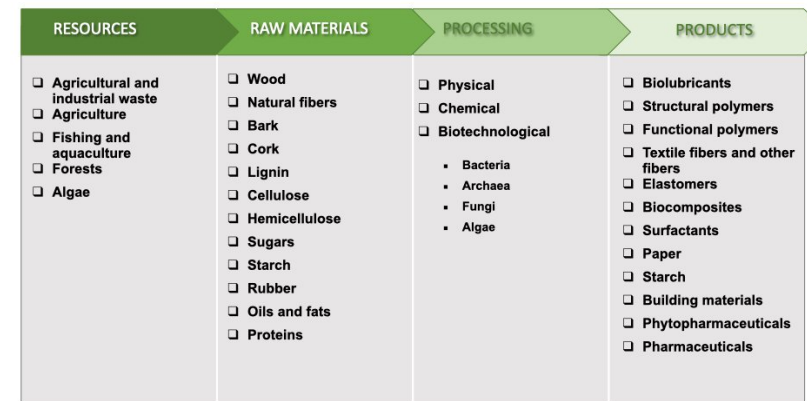 RESOURCES
Agricultural and
industrial waste
Agriculture
Fishing and
aquaculture
Forests
Algae
RAW MATERIALS
Wood
Natural fibers
Bark
Cork
Lignin
Cellulose
Hemicellulose
Sugars
Starch
Rubber
Oils and fats
Proteins
PROCESSING
Physical
Chemical
Biotechnological
Bacteria
Archaea
Fungi
Algae
PRODUCTS
Biolubricants
Structural polymers
Functional polymers
Textile fibers and other
fibers
Elastomers
Biocomposites
Surfactants
Paper
Starch
Building materials
Phytopharmaceuticals
Pharmaceuticals